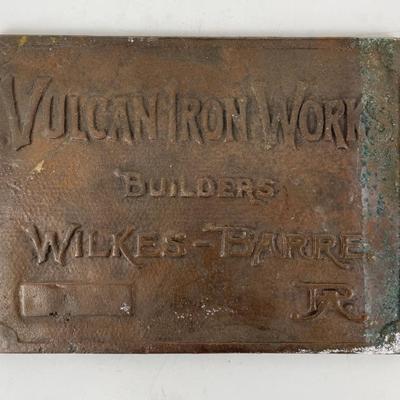 VULCAN IRON WORKS
BUILDERS
WILKES-BARRE
PA